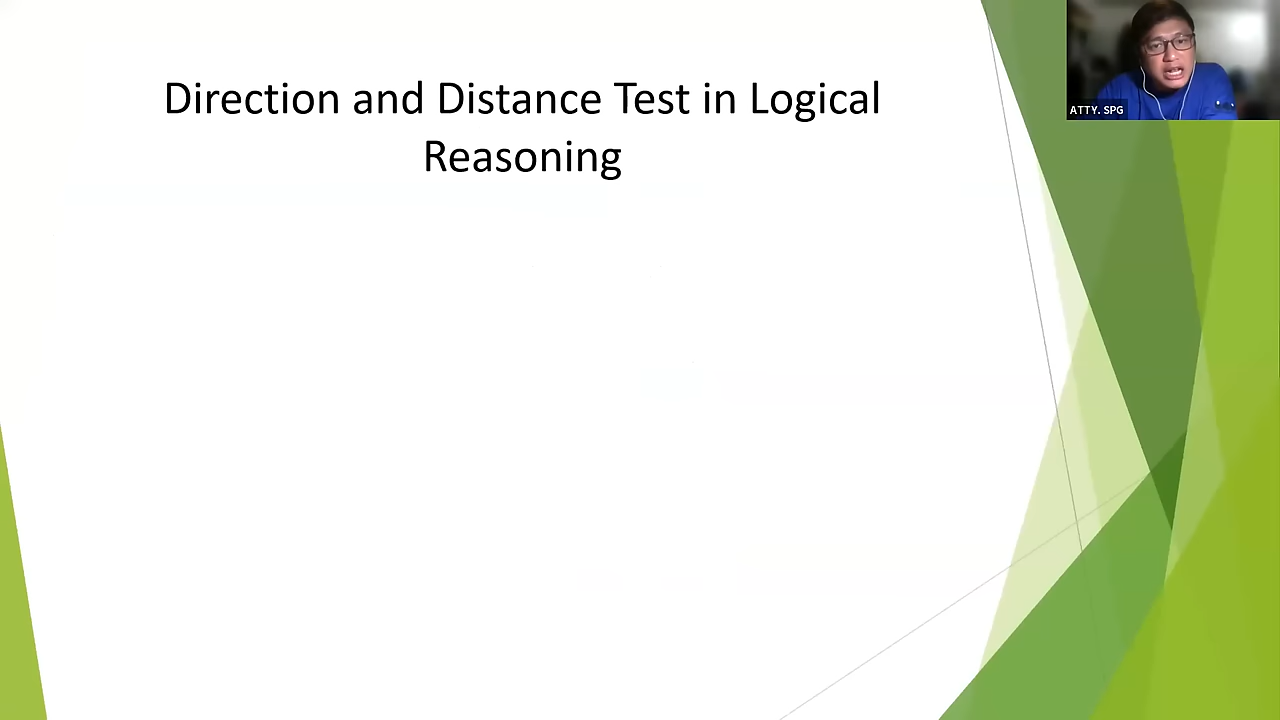 Direction and Distance Test in Logical
Reasoning
ATTY. SPG